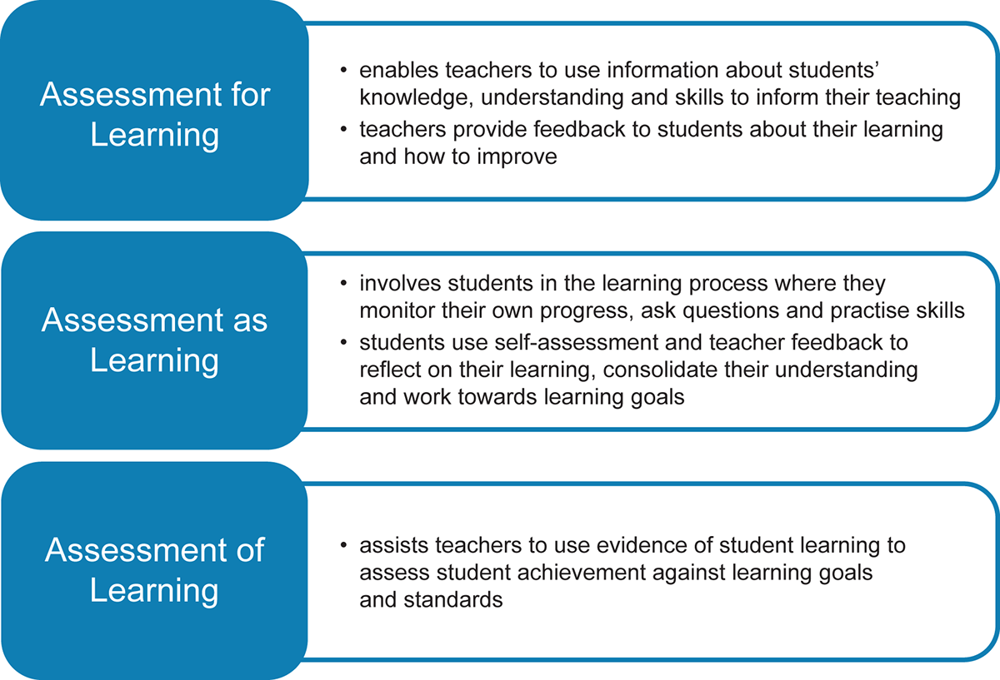 Assessment for
Learning
• enables teachers to use information about students’
knowledge, understanding and skills to inform their teaching
• teachers provide feedback to students about their learning
and how to improve
Assessment as
Learning
• involves students in the learning process where they
monitor their own progress, ask questions and practise skills
• students use self-assessment and teacher feedback to
reflect on their learning, consolidate their understanding
and work towards learning goals
Assessment of
Learning
• assists teachers to use evidence of student learning to
assess student achievement against learning goals
and standards